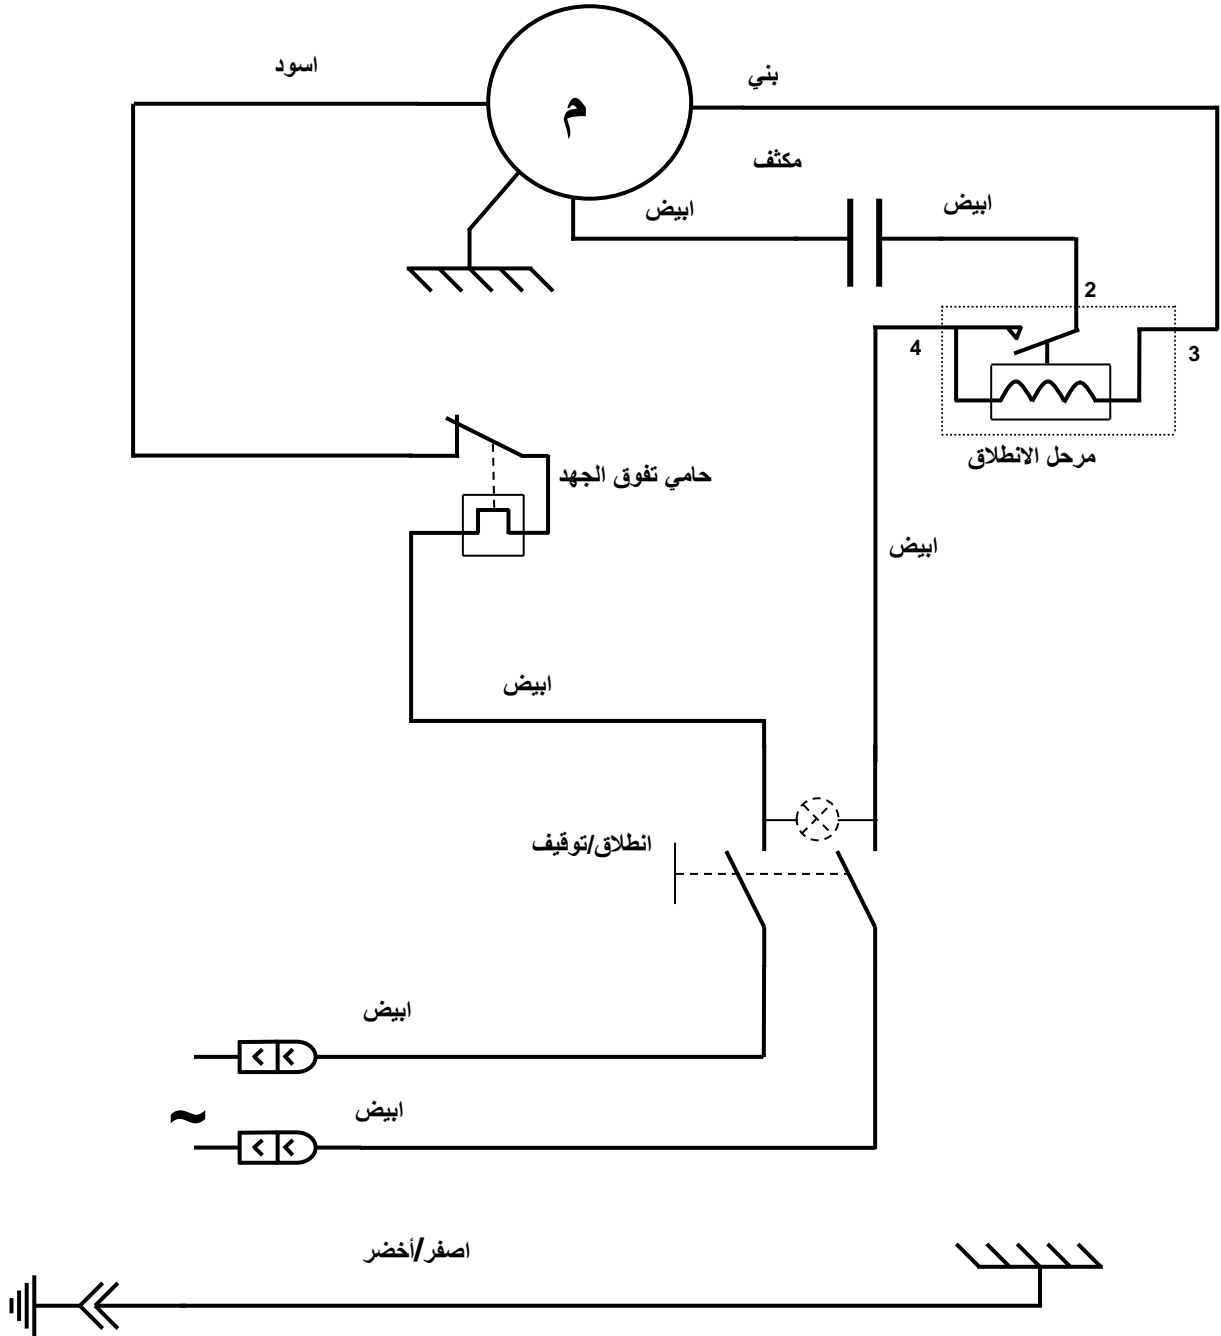 اسود
بني
م
مكثف
ابيض
ابيض
2
4
3
مرحل الانطلاق
حامي تفوق الجهد
ابيض
ابيض
انطلاق/توقيف
ابيض
~
ابيض
اصفر/أخضر